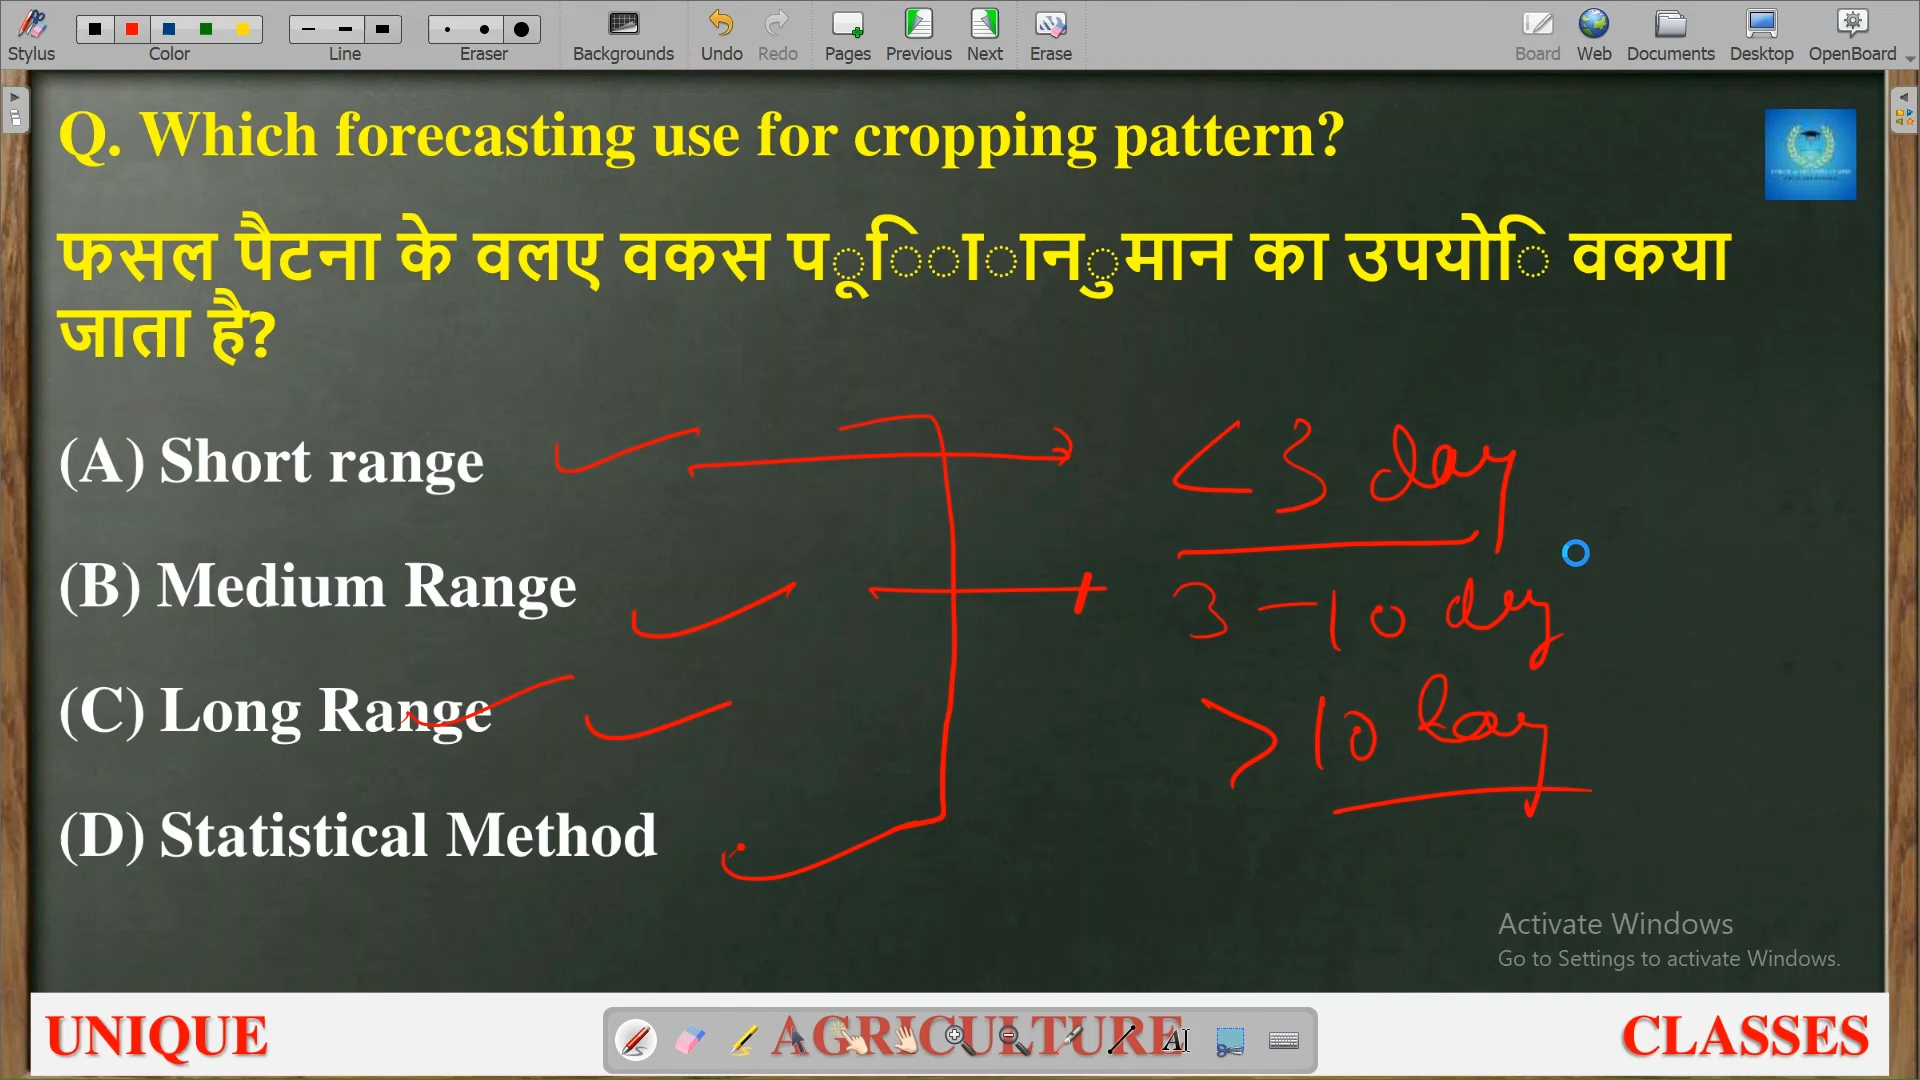 Stylus Color Line Eraser Backgrounds Undo Redo Pages Previous Next Erase Board Web Documents Desktop OpenBoard
Q. Which forecasting use for cropping pattern?
फसल पैटना के वलए वकस पूिाानुमान का उपयोि वकया
जाता है?
(A) Short range
<3 day
(B) Medium Range
3-10 day
(C) Long Range
>10 day
(D) Statistical Method
Activate Windows
Go to Settings to activate Windows.
UNIQUE AGRICULTURE CLASSES